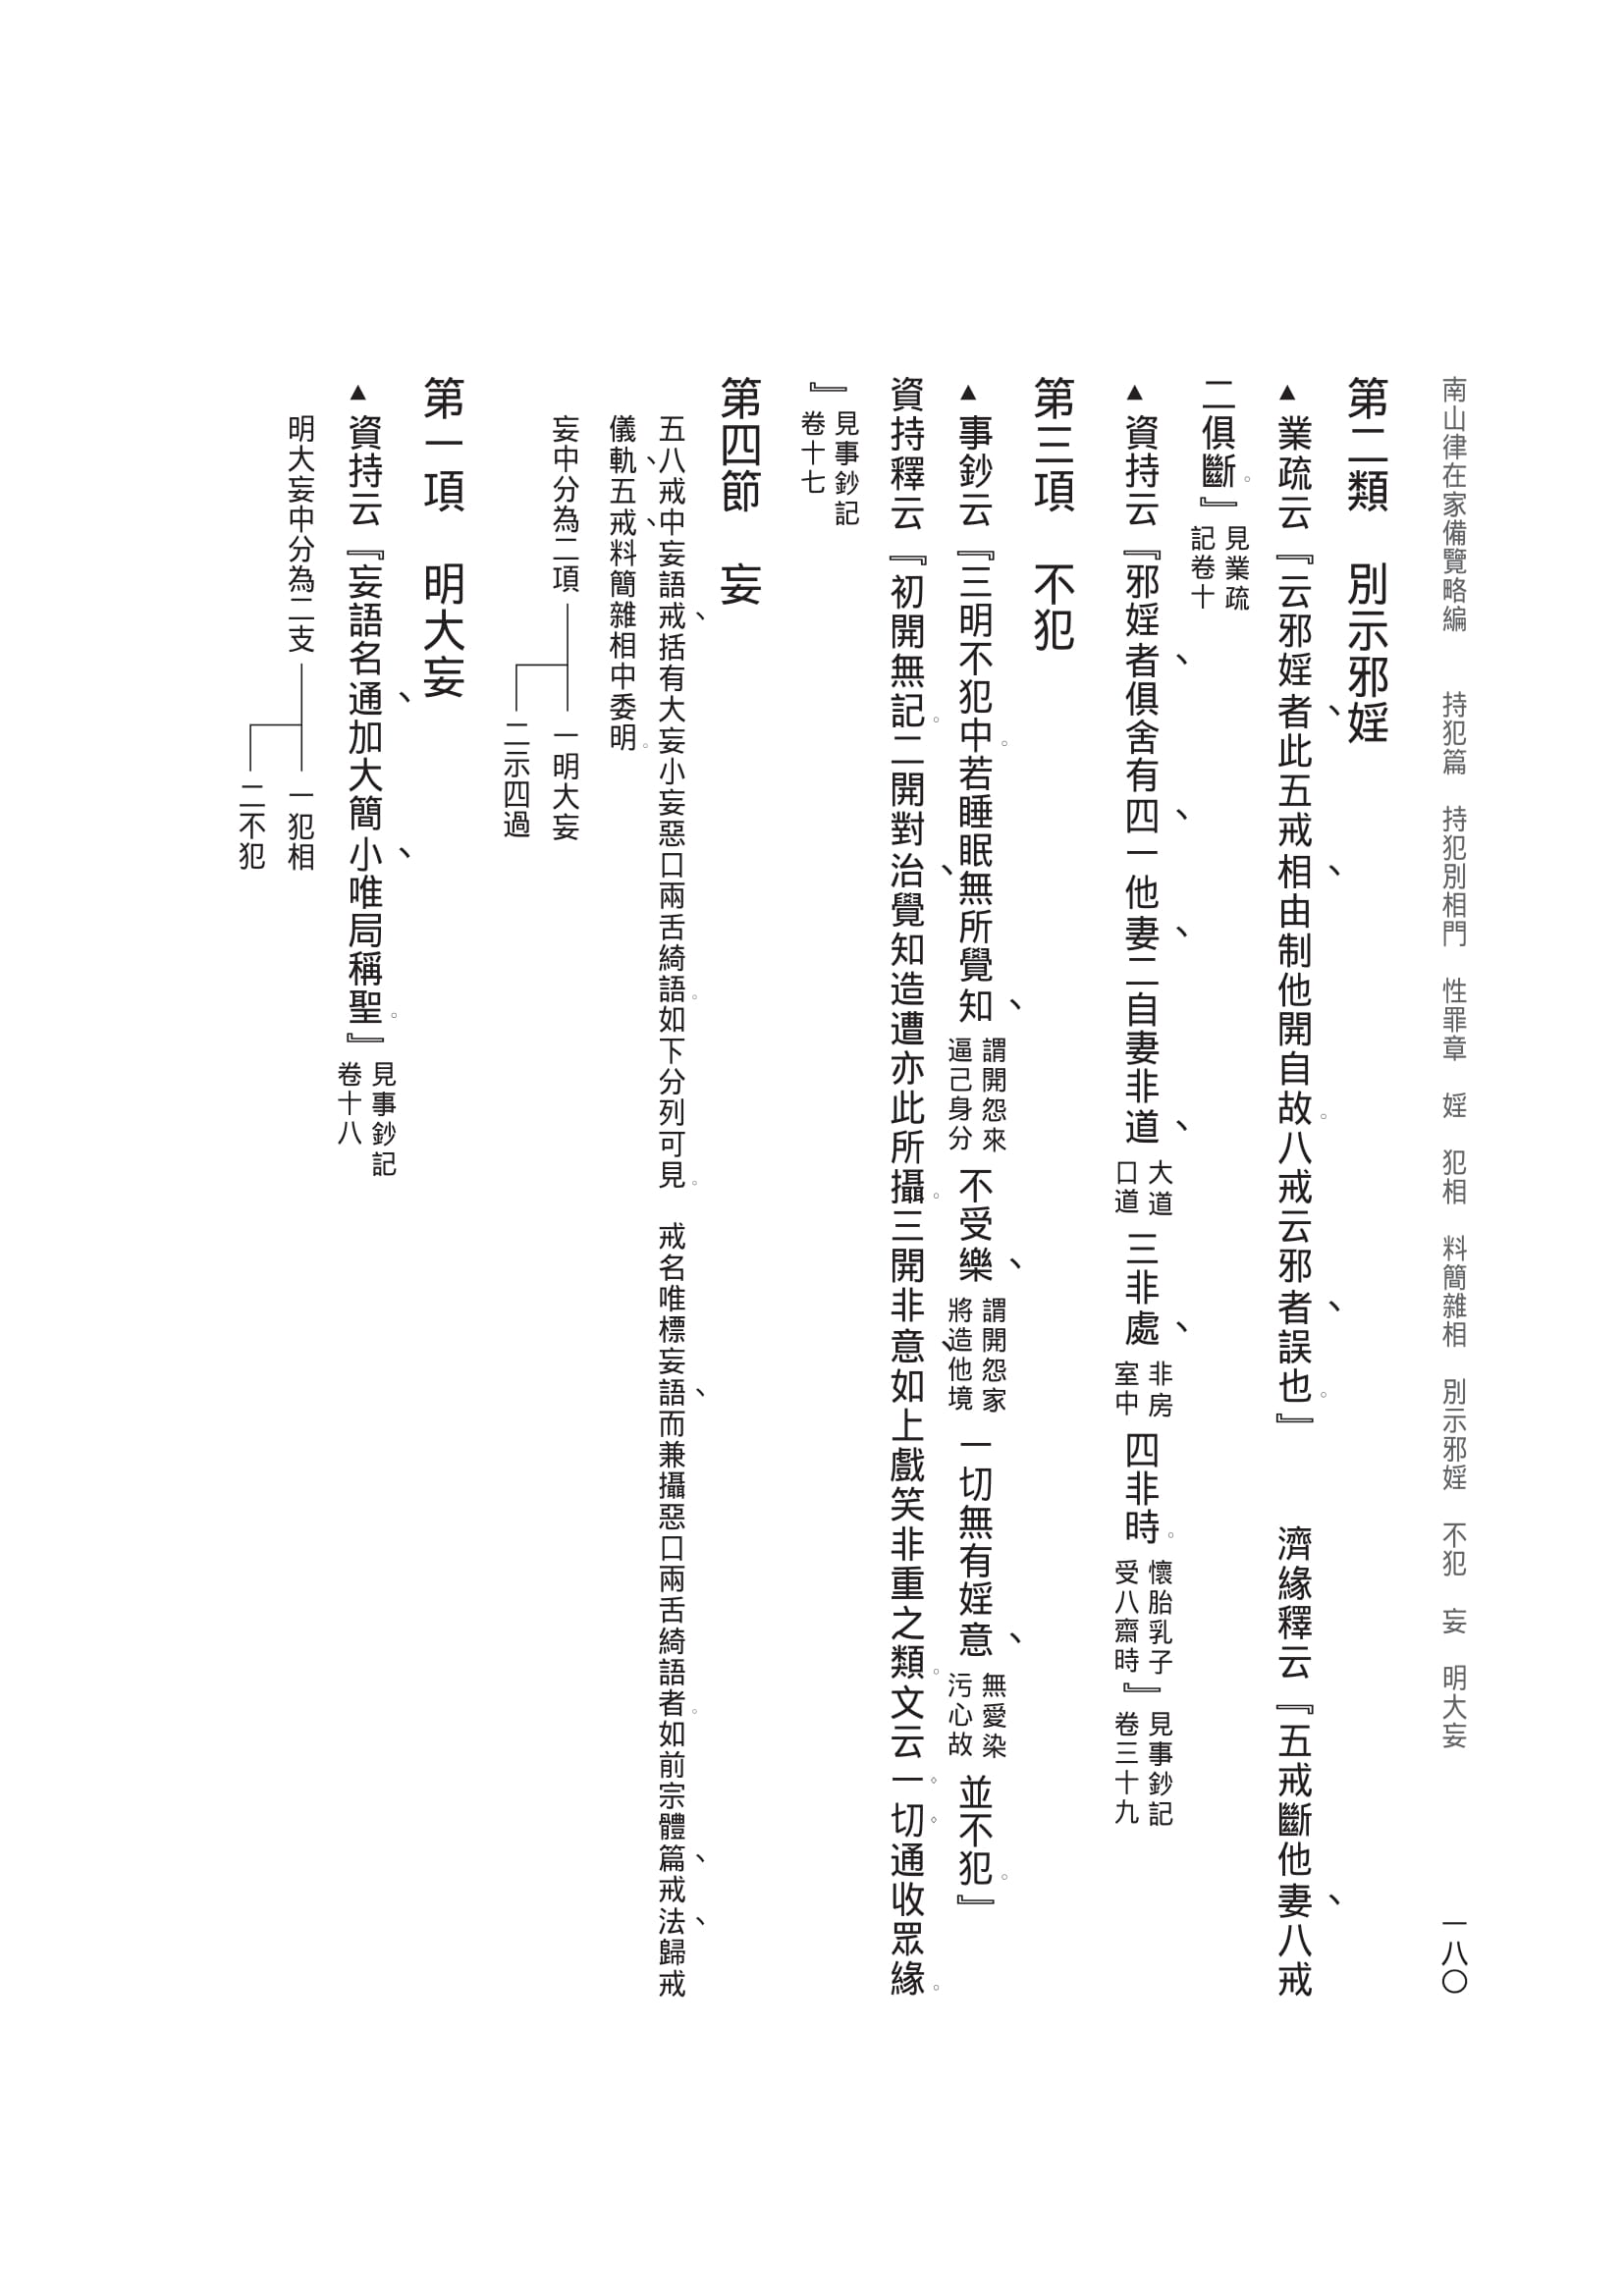 南山律在家備覽略編　持犯篇　持犯別相門　性罪章　婬　犯相　料簡雜相　別示邪婬　不犯　妄　明大妄　一八〇
第二類　別示邪婬
▲業疏云『云邪婬者、此五戒相、由制他開自故。八戒云邪者、誤也。』　濟緣釋云『五戒斷他妻、八戒
二俱斷。』見業疏記卷十
▲資持云『邪婬者、俱舍有四、一他妻、二自妻非道、大道口道三非處、非房室中四非時。懷胎乳子受八齋時』見事鈔記卷三十九
第三項　不犯
▲事鈔云『三明不犯中。若睡眠無所覺知、謂開怨來逼己身分不受樂、謂開怨家將造他境一切無有婬意、無愛染污心故並不犯。』
資持釋云『初開無記。二開對治、覺知造遭亦此所攝。三開非意、如上戲笑非重之類。文云一切通收眾緣。
』見事鈔記卷十七
第四節　妄
五八戒中妄語戒、括有大妄小妄惡口兩舌綺語。如下分列可見。　戒名唯標妄語、而兼攝惡口兩舌綺語者。如前宗體篇、戒法、歸戒
儀軌、五戒、料簡雜相中委明。
妄中分為二項　一明大妄
二示四過
第一項　明大妄
▲資持云『妄語名通、加大簡小、唯局稱聖。』見事鈔記卷十八
明大妄中分為二支　一犯相
二不犯